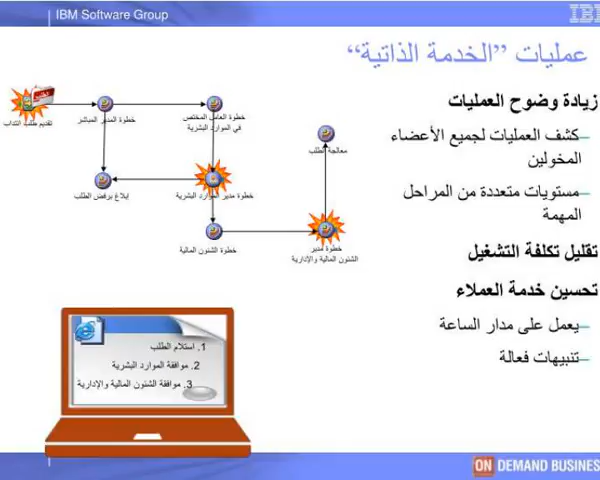 IBM Software Group
IBM
عمليات ”الخدمة الذاتية“
زيادة وضوح العمليات
–كشف العمليات لجميع الأعضاء
المخولين
–مستويات متعددة من المراحل
المهمة
تقليل تكلفة التشغيل
تحسين خدمة العملاء
–يعمل على مدار الساعة
–تنبيهات فعالة
تقديم طلب انتداب
خطوة المدير المباشر
خطوة العامل المختص
في الموارد البشرية
معالجة الطلب
إبلاغ برفض الطلب
خطوة مدير الموارد البشرية
خطوة الشئون المالية
خطوة مدير
الشئون المالية والإدارية
1. استلام الطلب
2. موافقة الموارد البشرية
3. موافقة الشئون المالية والإدارية
ON DEMAND BUSINES